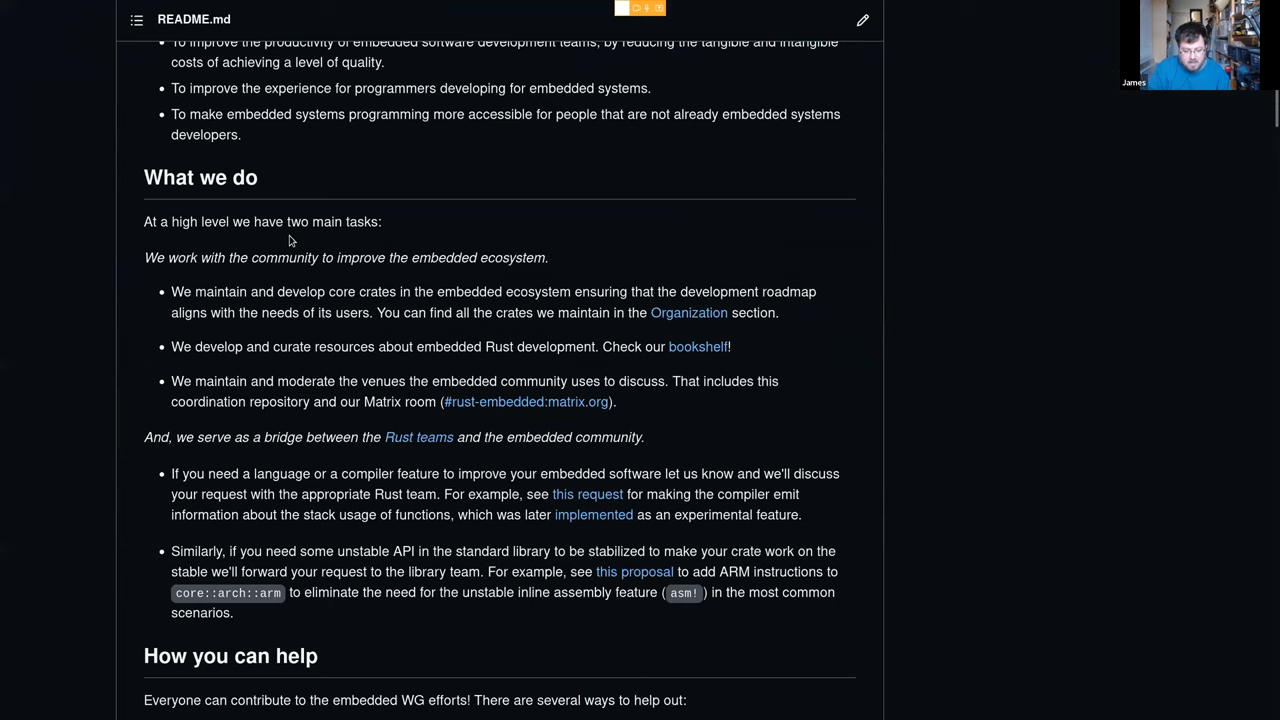 README.md
James
To improve the productivity of embedded software development teams, by reducing the tangible and intangible
costs of achieving a level of quality.
To improve the experience for programmers developing for embedded systems.
To make embedded systems programming more accessible for people that are not already embedded systems
developers.
What we do
At a high level we have two main tasks:
We work with the community to improve the embedded ecosystem.
We maintain and develop core crates in the embedded ecosystem ensuring that the development roadmap
aligns with the needs of its users. You can find all the crates we maintain in the Organization section.
We develop and curate resources about embedded Rust development. Check our bookshelf!
We maintain and moderate the venues the embedded community uses to discuss. That includes this
coordination repository and our Matrix room (#rust-embedded:matrix.org).
And, we serve as a bridge between the Rust teams and the embedded community.
If you need a language or a compiler feature to improve your embedded software let us know and we'll discuss
your request with the appropriate Rust team. For example, see this request for making the compiler emit
information about the stack usage of functions, which was later implemented as an experimental feature.
Similarly, if you need some unstable API in the standard library to be stabilized to make your crate work on the
stable we'll forward your request to the library team. For example, see this proposal to add ARM instructions to
core::arch::arm to eliminate the need for the unstable inline assembly feature (asm!) in the most common
scenarios.
How you can help
Everyone can contribute to the embedded WG efforts! There are several ways to help out: